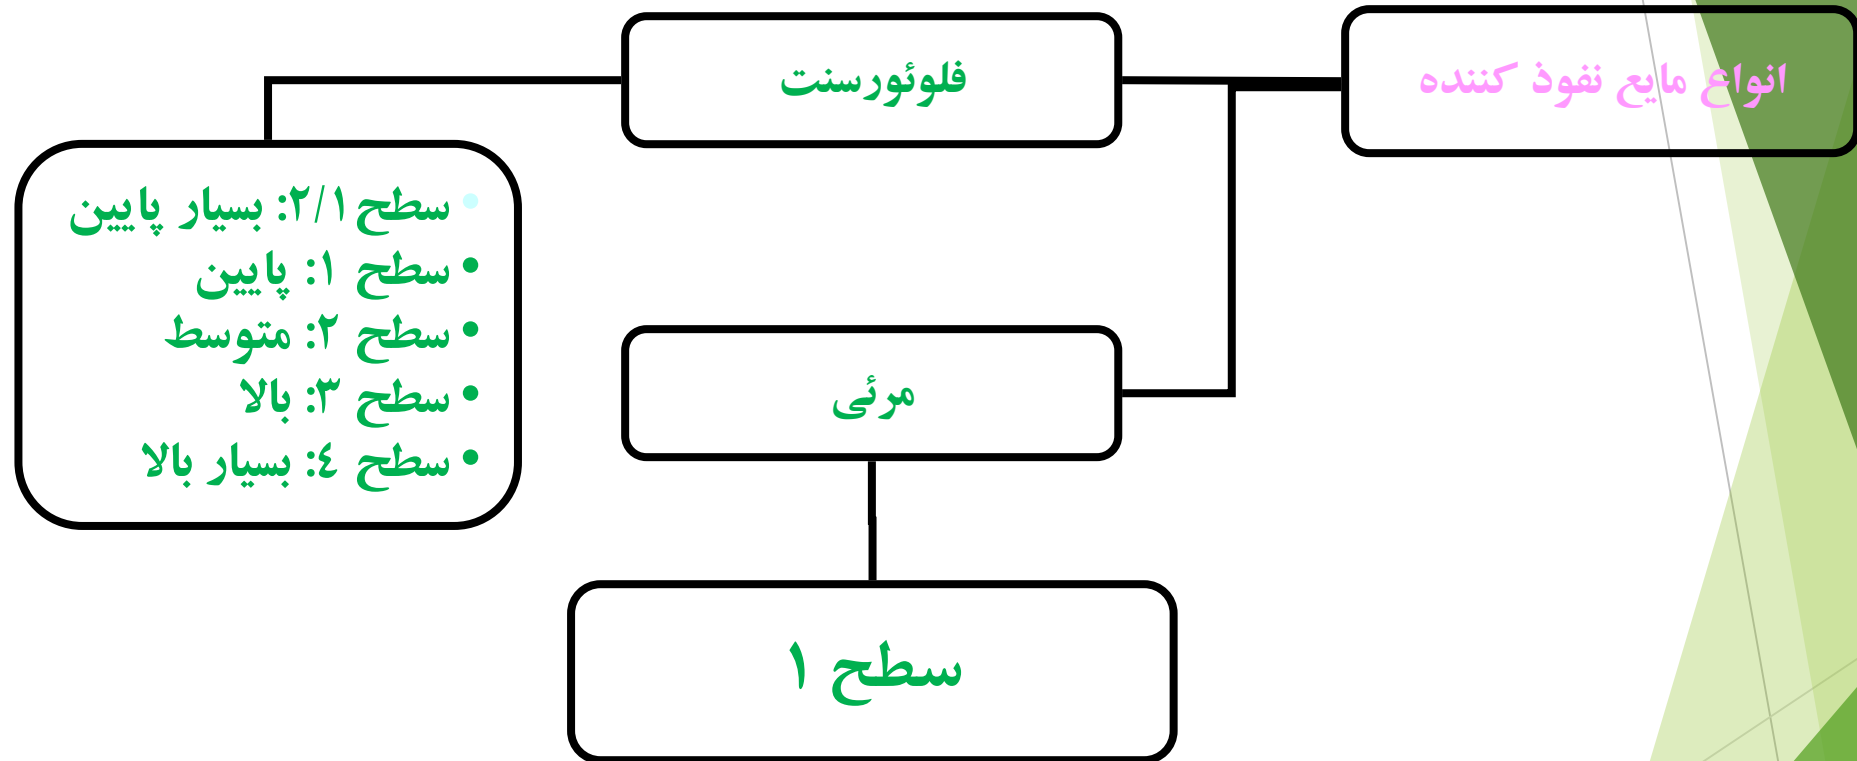 انواع مایع نفوذ کننده
فلوئورسنت
• سطح ۲/۱: بسیار پایین
• سطح ۱: پایین
• سطح ۲: متوسط
• سطح ۳: بالا
• سطح ٤: بسیار بالا
مرئی
سطح ۱